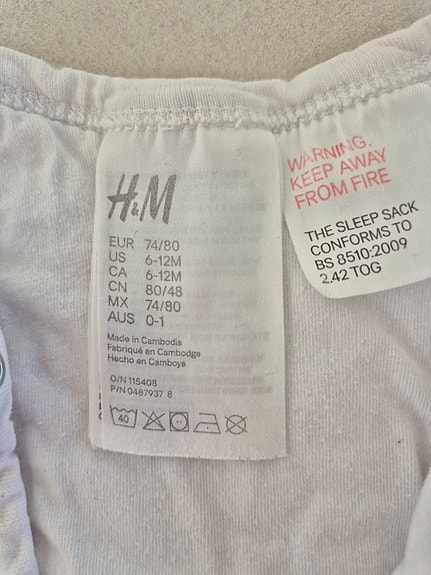 H&M
EUR 74/80
US 6-12M
CA 6-12M
CN 80/48
MX 74/80
AUS 0-1
Made in Cambodia
Fabriqué en Cambodge
Hecho en Camboya
O/N 115408
P/N 0487937 8
40
WARNING.
KEEP AWAY
FROM FIRE
THE SLEEP SACK
CONFORMS TO
BS 8510:2009
2.42 TOG